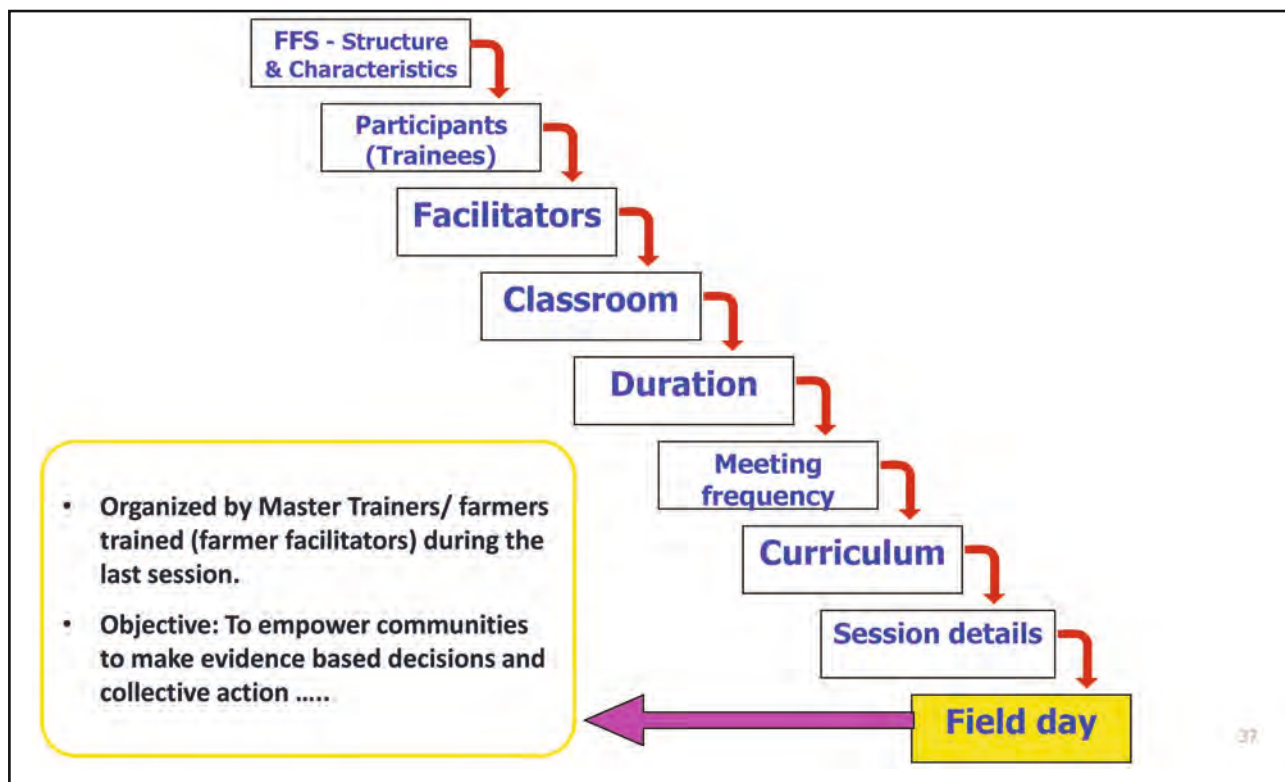 FFS - Structure
& Characteristics
Participants
(Trainees)
Facilitators
Classroom
Duration
Meeting
frequency
Curriculum
Session details
Field day
• Organized by Master Trainers/ farmers
trained (farmer facilitators) during the
last session.
• Objective: To empower communities
to make evidence based decisions and
collective action .....
37